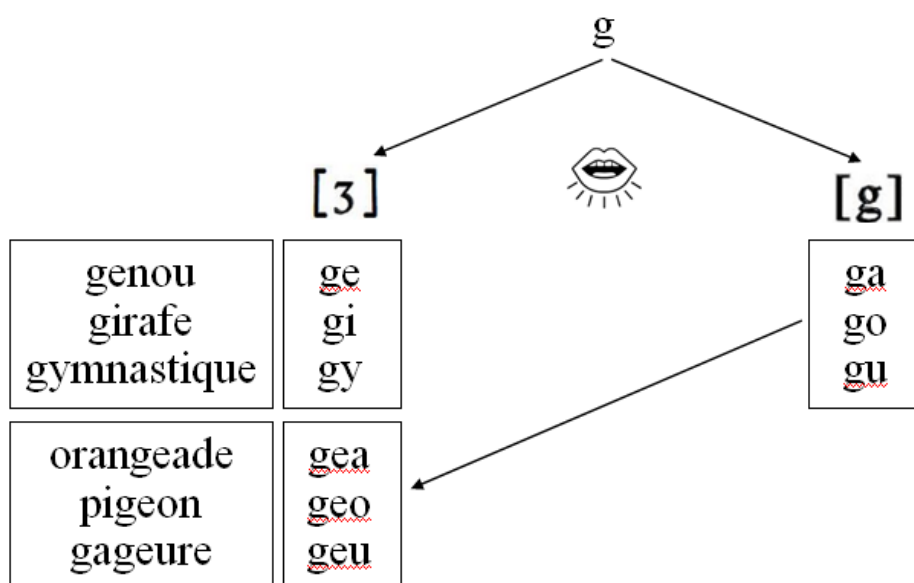 g
[ʒ]
[g]
genou
girafe
gymnastique
ge
gi
gy
ga
go
gu
orangeade
pigeon
gageure
gea
geo
geu